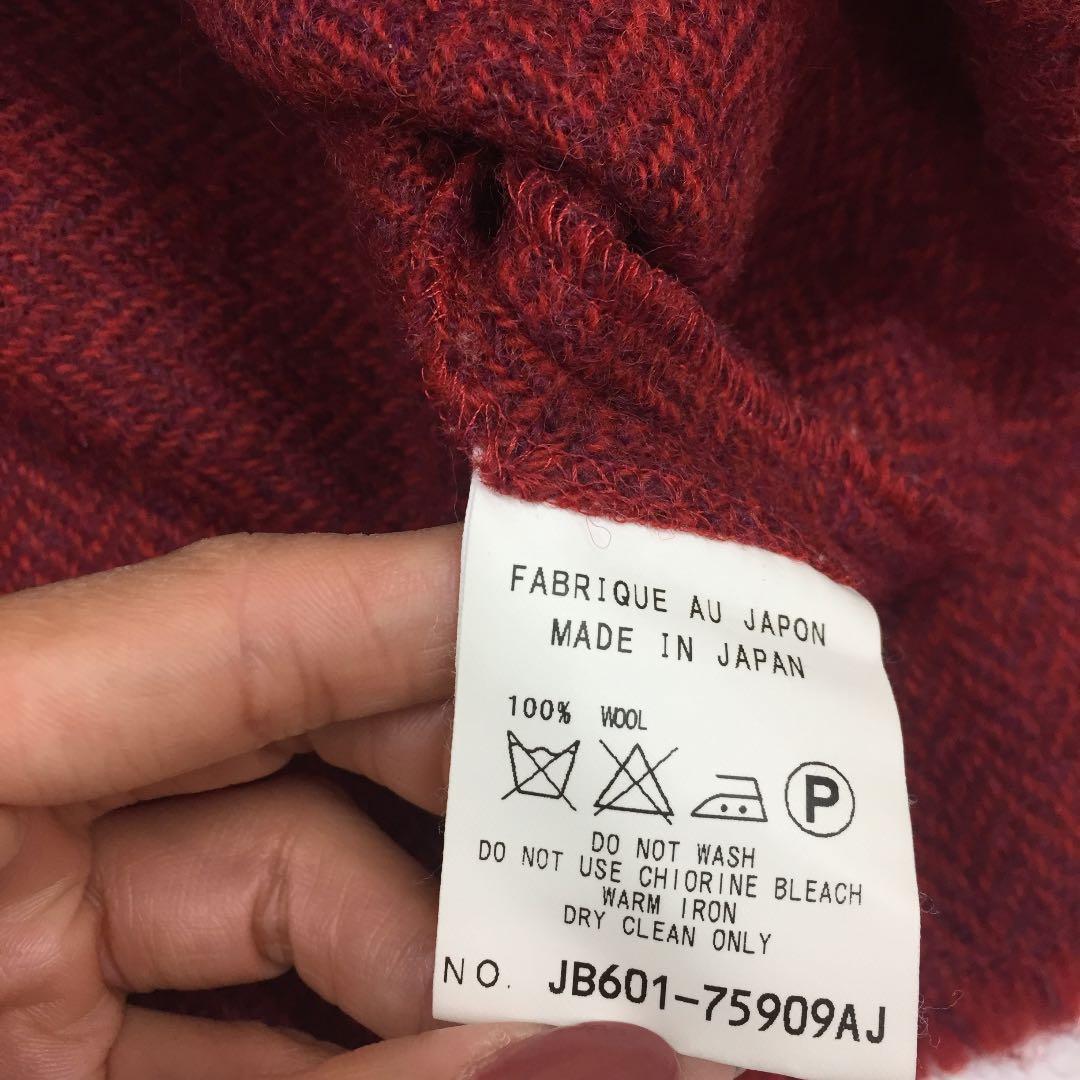 FABRIQUE AU JAPON
MADE IN JAPAN
100% WOOL
P
DO NOT WASH
DO NOT USE CHIORINE BLEACH
WARM IRON
DRY CLEAN ONLY
NO. JB601-75909AJ